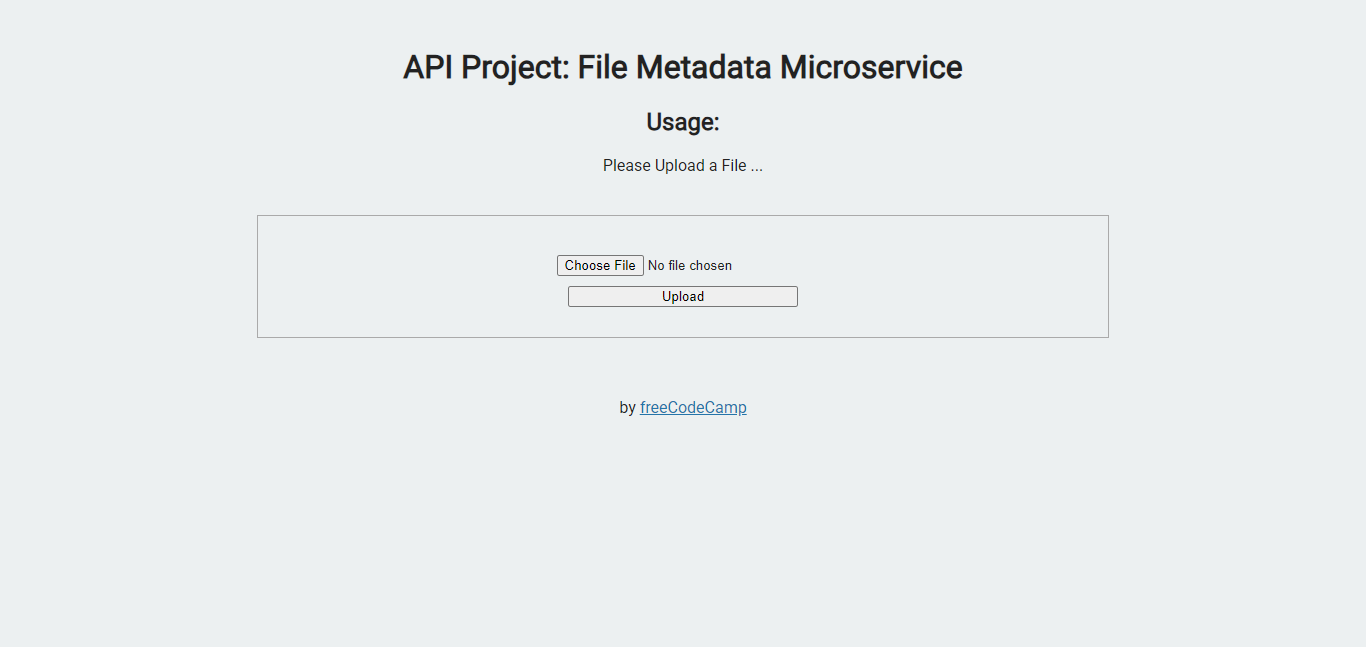 API Project: File Metadata Microservice
Usage:
Please Upload a File ...
Choose File No file chosen
Upload
by freeCodeCamp